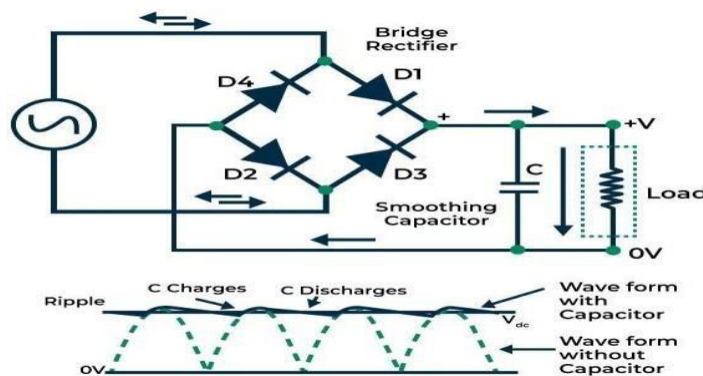 Bridge
Rectifier
D4
D1
+
+V
D2
D3
C
Smoothing
Capacitor
Load
0V
Ripple
C Charges
C Discharges
Wave form
with
Capacitor
Vdc
Wave form
without
Capacitor
0V